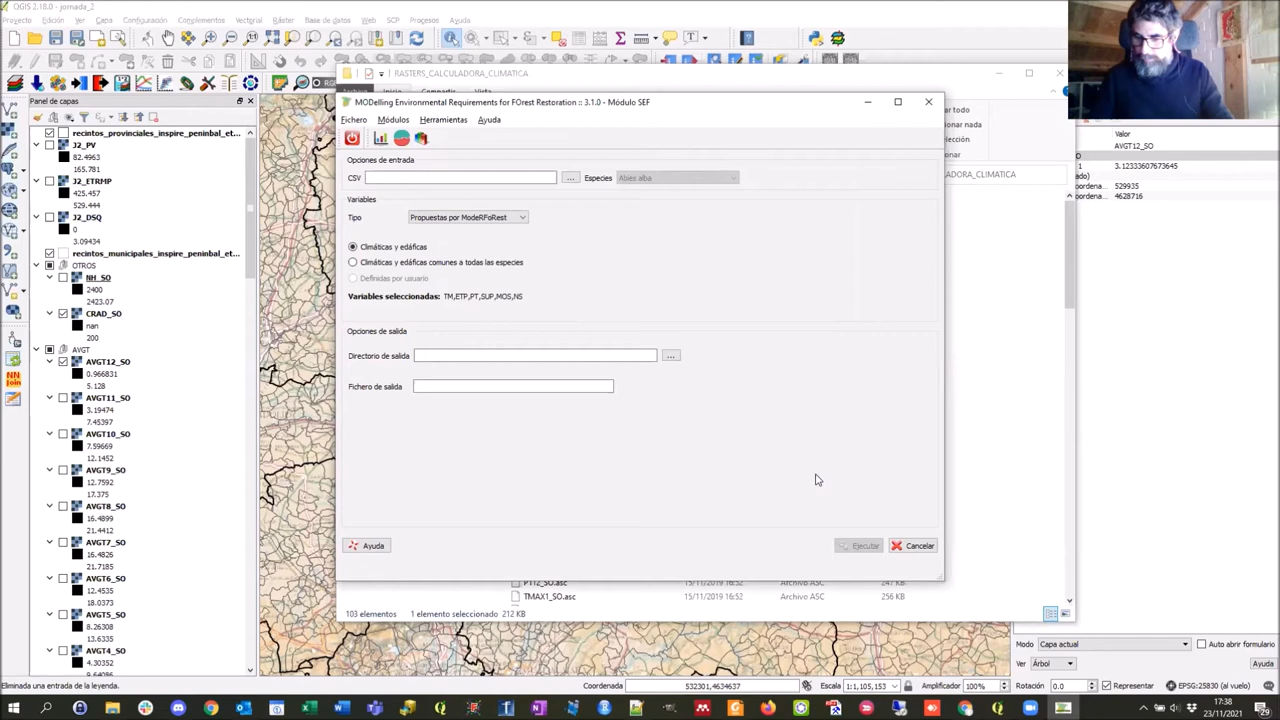 QGIS 2.18.0 - jornada_2
Proyecto Edición Ver Capa Configuración Complementos Vectorial Ráster Base de datos Web SCP Procesos Ayuda
Panel de capas
recintos_provinciales_inspire_peninbal_et...
J2_PV
82.4963
165.781
J2_ETRMP
425.457
529.444
J2_DSQ
0
3.09434
recintos_municipales_inspire_peninbal_et...
OTROS
NH_SO
2400
2423.07
CRAD_SO
nan
200
AVGT
AVGT12_SO
0.966831
5.128
AVGT11_SO
3.19474
7.45397
AVGT10_SO
7.59669
12.1452
AVGT9_SO
12.7592
17.375
AVGT8_SO
16.4899
21.4412
AVGT7_SO
16.4826
21.7185
AVGT6_SO
12.4535
18.0373
AVGT5_SO
8.26308
13.6335
AVGT4_SO
4.30352
RASTERS_CALCULADORA_CLIMATICA
MODelling Environmental Requirements for FOrest Restoration :: 3.1.0 - Módulo SEF
Fichero Módulos Herramientas Ayuda
Opciones de entrada
CSV ... Especies Abies alba
Variables
Tipo Propuestas por ModeRFoRest
Climáticas y edáficas
Climáticas y edáficas comunes a todas las especies
Definidas por usuario
Variables seleccionadas: TM,ETP,PT,SUP,MOS,NS
Opciones de salida
Directorio de salida ...
Fichero de salida
Ayuda Ejecutar Cancelar
PT12_SO.asc 15/11/2019 16:52 Archivo ASC 247 KB
TMAX1_SO.asc 15/11/2019 16:52 Archivo ASC 256 KB
103 elementos 1 elemento seleccionado 212 KB
Valor
AVGT12_SO
3.12333607673645
529935
4628716
Modo Capa actual Auto abrir formulario
Ver Árbol Ayuda
Eliminada una entrada de la leyenda.
Coordenada 532301,4634637 Escala 1:1,105,153 Amplificador 100% Rotación 0.0 Representar EPSG:25830 (al vuelo)
17:38
23/11/2021